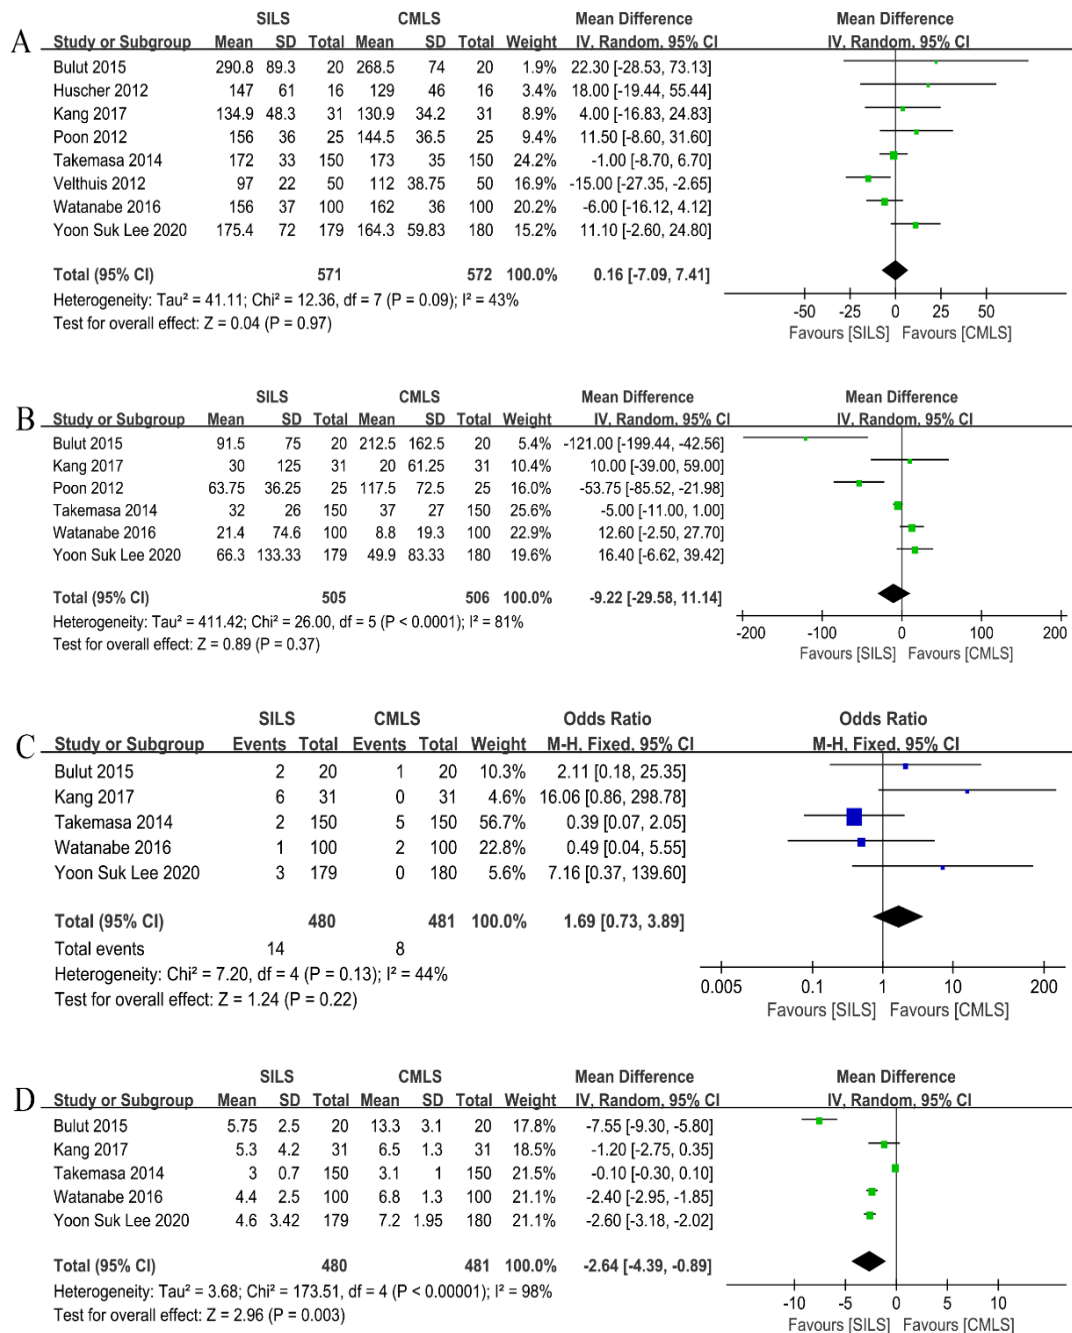 A
SILS CMLS Mean Difference Mean Difference
Study or Subgroup Mean SD Total Mean SD Total Weight IV, Random, 95% CI IV, Random, 95% CI
Bulut 2015 290.8 89.3 20 268.5 74 20 1.9% 22.30 [-28.53, 73.13]
Huscher 2012 147 61 16 129 46 16 3.4% 18.00 [-19.44, 55.44]
Kang 2017 134.9 48.3 31 130.9 34.2 31 8.9% 4.00 [-16.83, 24.83]
Poon 2012 156 36 25 144.5 36.5 25 9.4% 11.50 [-8.60, 31.60]
Takemasa 2014 172 33 150 173 35 150 24.2% -1.00 [-8.70, 6.70]
Velthuis 2012 97 22 50 112 38.75 50 16.9% -15.00 [-27.35, -2.65]
Watanabe 2016 156 37 100 162 36 100 20.2% -6.00 [-16.12, 4.12]
Yoon Suk Lee 2020 175.4 72 179 164.3 59.83 180 15.2% 11.10 [-2.60, 24.80]
Total (95% CI) 571 572 100.0% 0.16 [-7.09, 7.41]
Heterogeneity: Tau² = 41.11; Chi² = 12.36, df = 7 (P = 0.09); I² = 43%
Test for overall effect: Z = 0.04 (P = 0.97)
-50 -25 0 25 50
Favours [SILS] Favours [CMLS]
B
SILS CMLS Mean Difference Mean Difference
Study or Subgroup Mean SD Total Mean SD Total Weight IV, Random, 95% CI IV, Random, 95% CI
Bulut 2015 91.5 75 20 212.5 162.5 20 5.4% -121.00 [-199.44, -42.56]
Kang 2017 30 125 31 20 61.25 31 10.4% 10.00 [-39.00, 59.00]
Poon 2012 63.75 36.25 25 117.5 72.5 25 16.0% -53.75 [-85.52, -21.98]
Takemasa 2014 32 26 150 37 27 150 25.6% -5.00 [-11.00, 1.00]
Watanabe 2016 21.4 74.6 100 8.8 19.3 100 22.9% 12.60 [-2.50, 27.70]
Yoon Suk Lee 2020 66.3 133.33 179 49.9 83.33 180 19.6% 16.40 [-6.62, 39.42]
Total (95% CI) 505 506 100.0% -9.22 [-29.58, 11.14]
Heterogeneity: Tau² = 411.42; Chi² = 26.00, df = 5 (P < 0.0001); I² = 81%
Test for overall effect: Z = 0.89 (P = 0.37)
-200 -100 0 100 200
Favours [SILS] Favours [CMLS]
C
SILS CMLS Odds Ratio Odds Ratio
Study or Subgroup Events Total Events Total Weight M-H, Fixed, 95% CI M-H, Fixed, 95% CI
Bulut 2015 2 20 1 20 10.3% 2.11 [0.18, 25.35]
Kang 2017 6 31 0 31 4.6% 16.06 [0.86, 298.78]
Takemasa 2014 2 150 5 150 56.7% 0.39 [0.07, 2.05]
Watanabe 2016 1 100 2 100 22.8% 0.49 [0.04, 5.55]
Yoon Suk Lee 2020 3 179 0 180 5.6% 7.16 [0.37, 139.60]
Total (95% CI) 480 481 100.0% 1.69 [0.73, 3.89]
Total events 14 8
Heterogeneity: Chi² = 7.20, df = 4 (P = 0.13); I² = 44%
Test for overall effect: Z = 1.24 (P = 0.22)
0.005 0.1 1 10 200
Favours [SILS] Favours [CMLS]
D
SILS CMLS Mean Difference Mean Difference
Study or Subgroup Mean SD Total Mean SD Total Weight IV, Random, 95% CI IV, Random, 95% CI
Bulut 2015 5.75 2.5 20 13.3 3.1 20 17.8% -7.55 [-9.30, -5.80]
Kang 2017 5.3 4.2 31 6.5 1.3 31 18.5% -1.20 [-2.75, 0.35]
Takemasa 2014 3 0.7 150 3.1 1 150 21.5% -0.10 [-0.30, 0.10]
Watanabe 2016 4.4 2.5 100 6.8 1.3 100 21.1% -2.40 [-2.95, -1.85]
Yoon Suk Lee 2020 4.6 3.42 179 7.2 1.95 180 21.1% -2.60 [-3.18, -2.02]
Total (95% CI) 480 481 100.0% -2.64 [-4.39, -0.89]
Heterogeneity: Tau² = 3.68; Chi² = 173.51, df = 4 (P < 0.00001); I² = 98%
Test for overall effect: Z = 2.96 (P = 0.003)
-10 -5 0 5 10
Favours [SILS] Favours [CMLS]